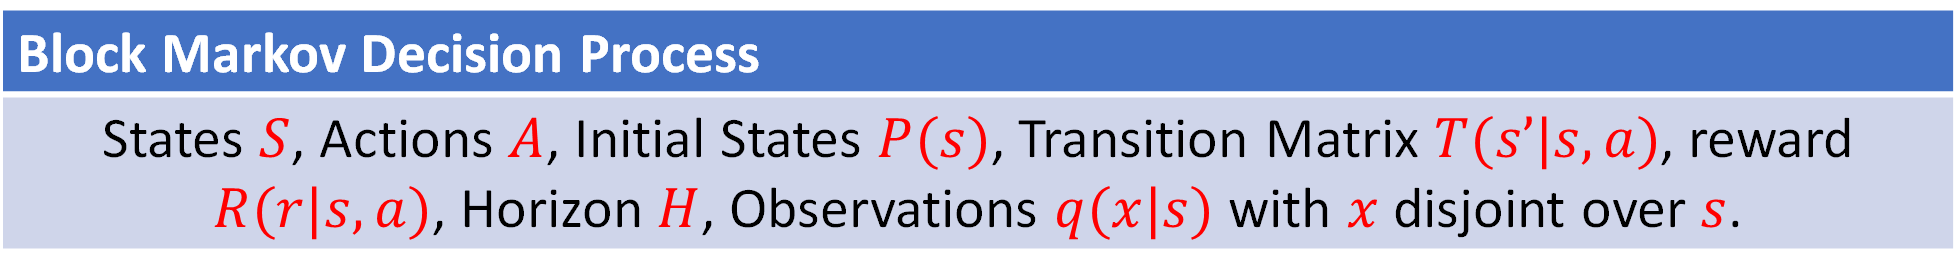 Block Markov Decision Process
States S, Actions A, Initial States P(s), Transition Matrix T(s’|s, a), reward
R(r|s, a), Horizon H, Observations q(x|s) with x disjoint over s.